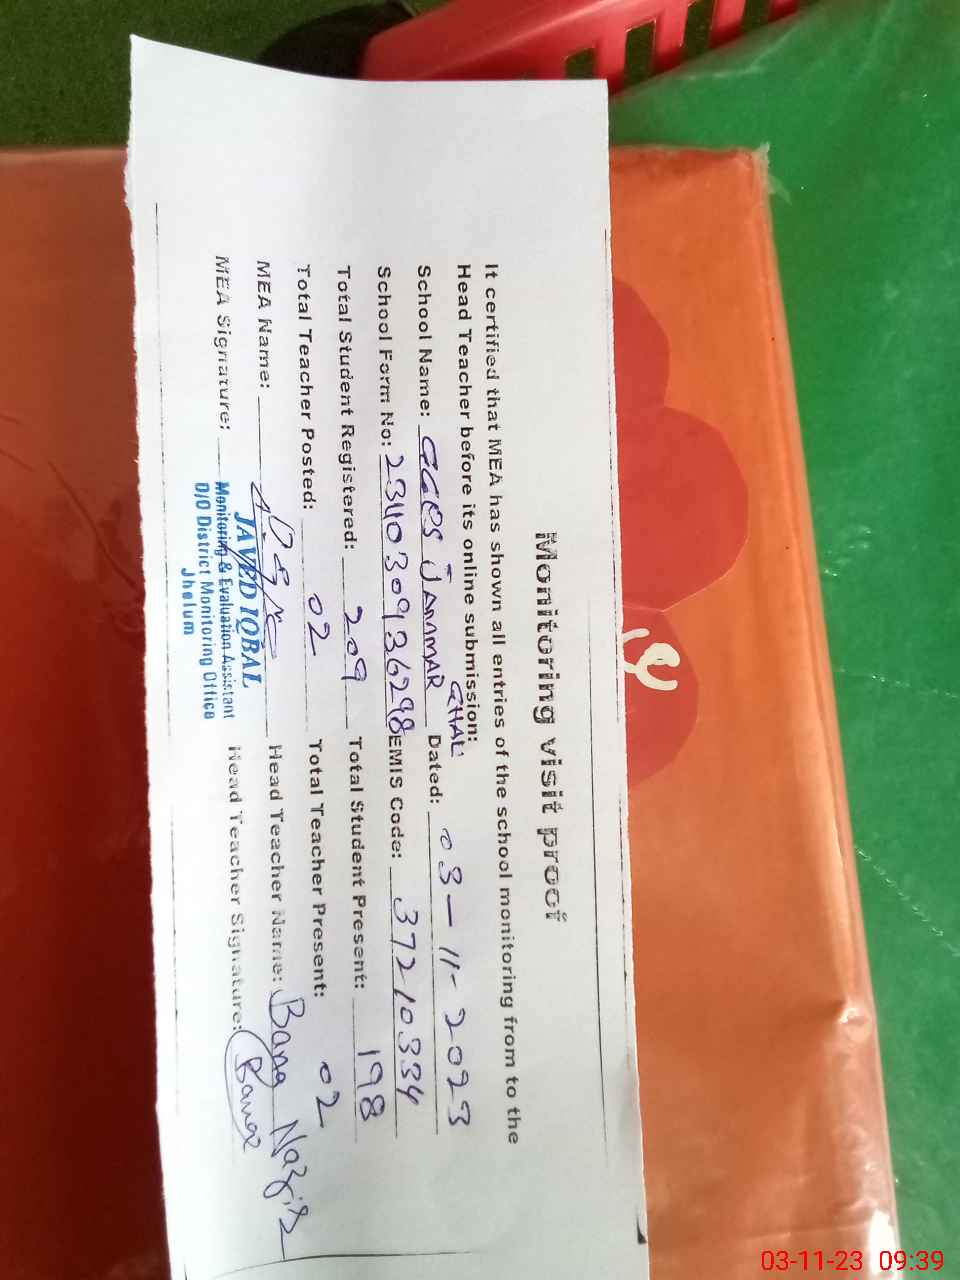 Monitoring visit proof
It certified that MEA has shown all entries of the school monitoring from to the
Head Teacher before its online submission:
School Name: GGES JAMMAR GHAL Dated: 03-11-2023
School Form No: 2311030936298 EMIS Code: 37210334
Total Student Registered: 209 Total Student Present: 198
Total Teacher Posted: 02 Total Teacher Present: 02
MEA Name: Head Teacher Name: Bana Nazgis
MEA Signature: Head Teacher Signature:
JAVED IQBAL
Monitoring & Evaluation Assistant
D/O District Monitoring Office
Jhelum
03-11-23 09:39